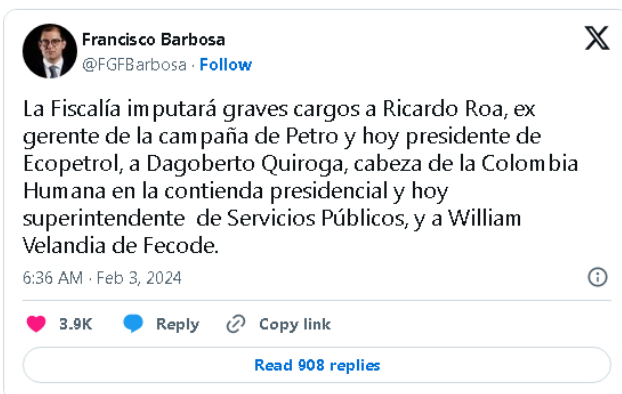 Francisco Barbosa
@FGFBarbosa · Follow
La Fiscalía imputará graves cargos a Ricardo Roa, ex
gerente de la campaña de Petro y hoy presidente de
Ecopetrol, a Dagoberto Quiroga, cabeza de la Colombia
Humana en la contienda presidencial y hoy
superintendente de Servicios Públicos, y a William
Velandia de Fecode.
6:36 AM · Feb 3, 2024
3.9K Reply Copy link
Read 908 replies